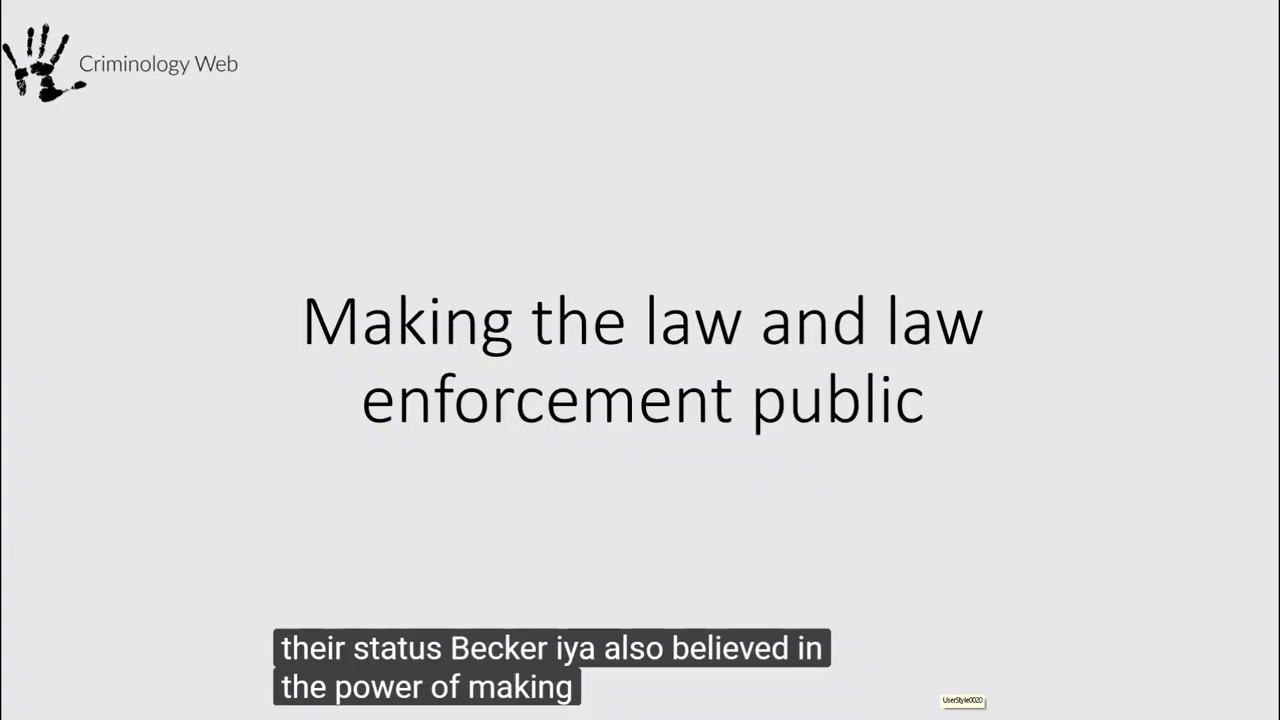 Criminology Web
Making the law and law
enforcement public
their status Becker iya also believed in
the power of making
UserStyle0020